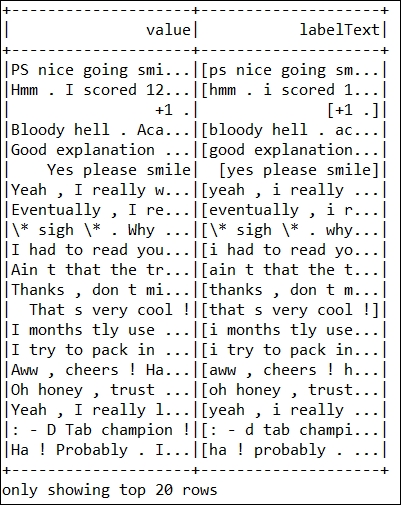 +--------------------+--------------------+
|               value|           labelText|
+--------------------+--------------------+
|PS nice going smi...|[ps nice going sm...|
|Hmm . I scored 12...|[hmm . i scored 1...|
|                +1 .|              [+1 .]|
|Bloody hell . Aca...|[bloody hell . ac...|
|Good explanation ...|[good explanation...|
|    Yes please smile|  [yes please smile]|
|Yeah , I really w...|[yeah , i really ...|
|Eventually , I re...|[eventually , i r...|
|\* sigh \* . Why ...|[\* sigh \* . why...|
|I had to read you...|[i had to read yo...|
|Ain t that the tr...|[ain t that the t...|
|Thanks , don t mi...|[thanks , don t m...|
|  That s very cool !|[that s very cool !]|
|I months tly use ...|[i months tly use...|
|I try to pack in ...|[i try to pack in...|
|Aww , cheers ! Ha...|[aww , cheers ! h...|
|Oh honey , trust ...|[oh honey , trust...|
|Yeah , I really l...|[yeah , i really ...|
|: - D Tab champion !|[: - d tab champi...|
|Ha ! Probably . I...|[ha ! probably . ...|
+--------------------+--------------------+
only showing top 20 rows